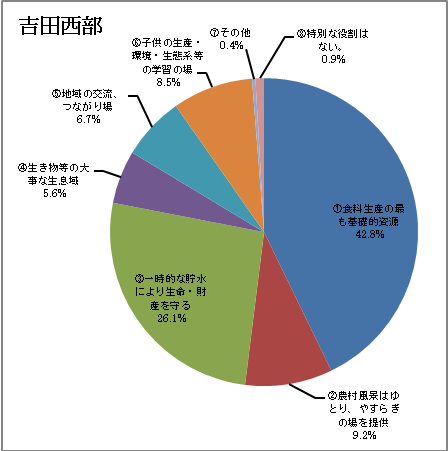 吉田西部
①食料生産の最
も基礎的資源
42.8%
②農村風景はゆ
とり、やすらぎ
の場を提供
9.2%
③一時的な貯水
により生命・財
産を守る
26.1%
④生き物等の大
事な生息域
5.6%
⑤地域の交流、
つながり場
6.7%
⑥子供の生産・
環境・生態系等
の学習の場
8.5%
⑦その他
0.4%
⑧特別な役割は
ない。
0.9%